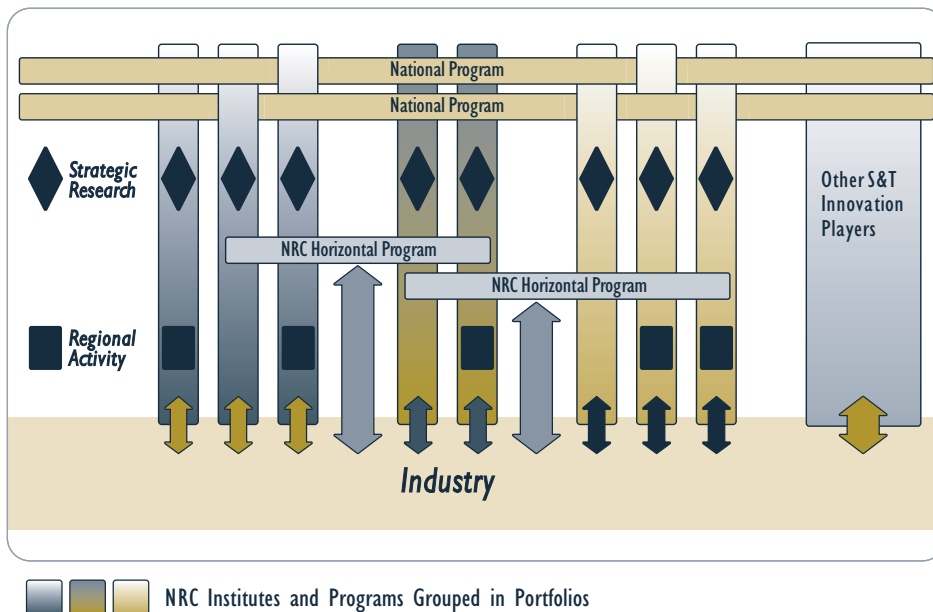 National Program
National Program
Strategic
Research
Other S&T
Innovation
Players
NRC Horizontal Program
NRC Horizontal Program
Regional
Activity
Industry
NRC Institutes and Programs Grouped in Portfolios